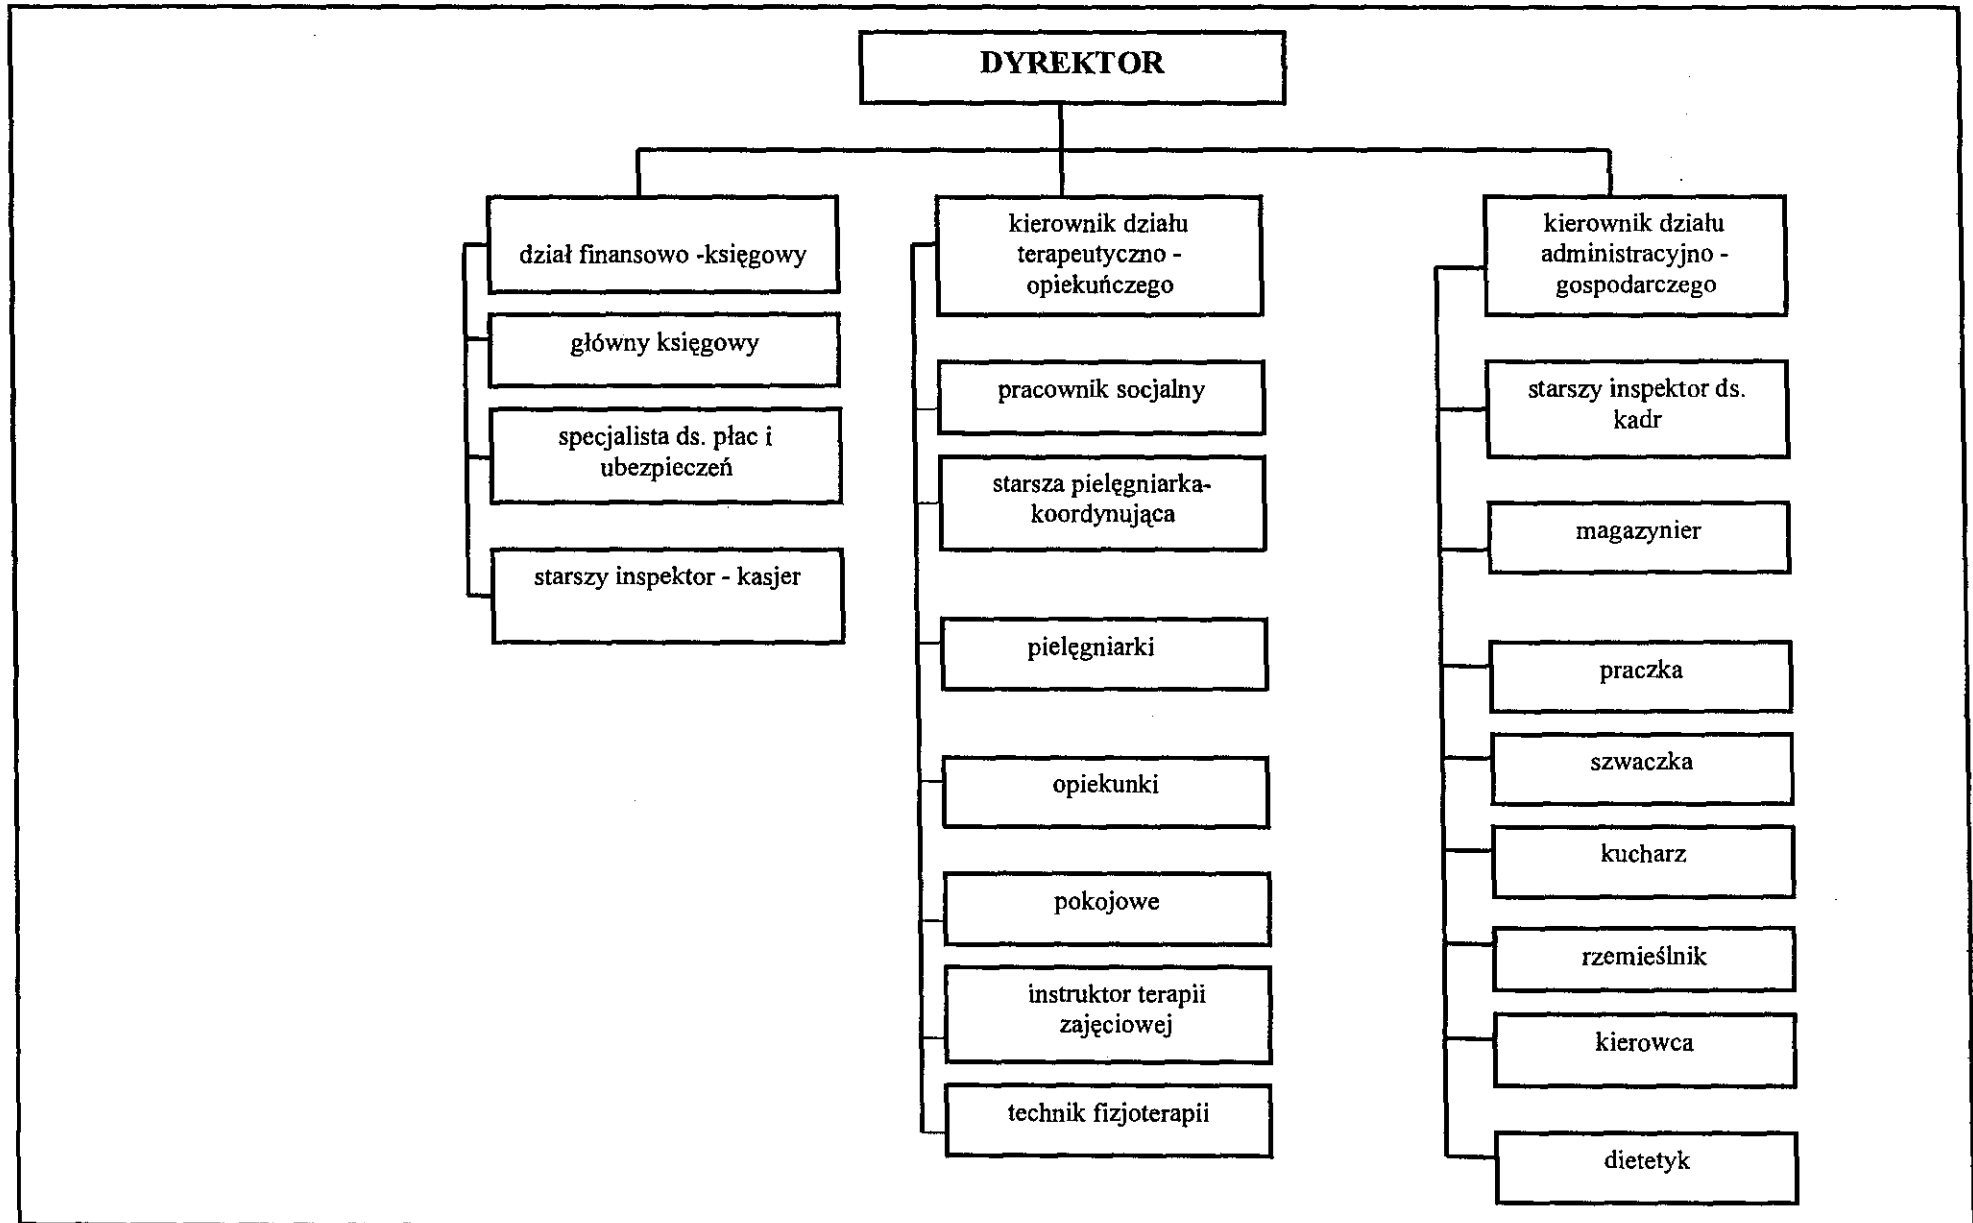 DYREKTOR
dział finansowo -księgowy
główny księgowy
specjalista ds. płac i
ubezpieczeń
starszy inspektor - kasjer
kierownik działu
terapeutyczno -
opiekuńczego
pracownik socjalny
starsza pielęgniarka-
koordynująca
pielęgniarki
opiekunki
pokojowe
instruktor terapii
zajęciowej
technik fizjoterapii
kierownik działu
administracyjno -
gospodarczego
starszy inspektor ds.
kadr
magazynier
praczka
szwaczka
kucharz
rzemieślnik
kierowca
dietetyk